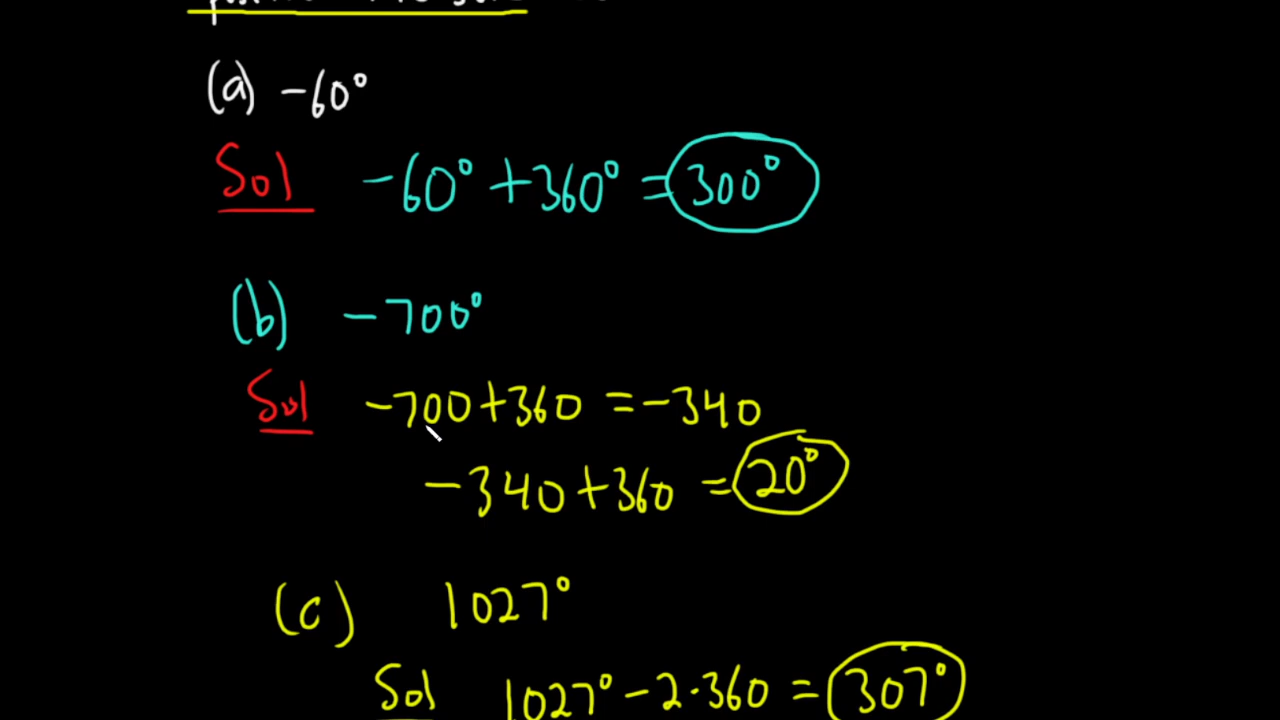 (a) -60°
Sol -60° +360° = 300°
(b) -700°
Sol -700+360 = -340
-340+360 = 20°
(c) 1027°
Sol 1027° - 2·360 = 307°